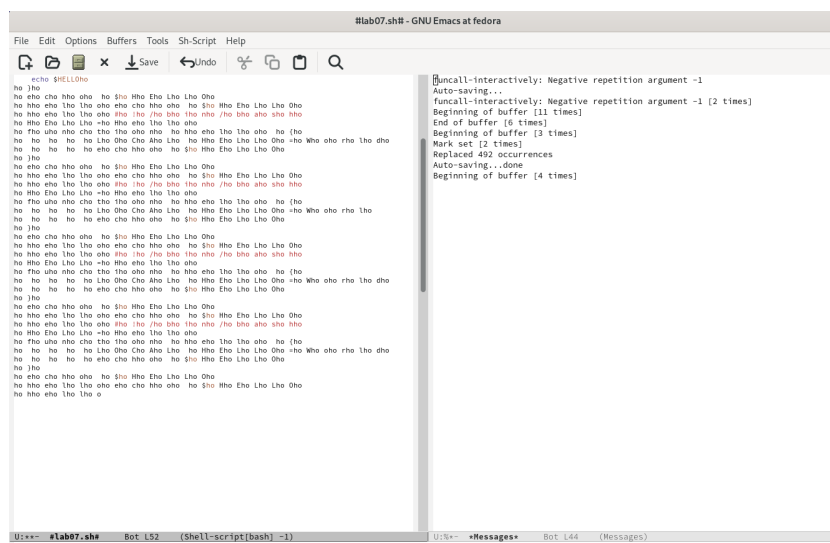 #lab07.sh# - GNU Emacs at fedora
File Edit Options Buffers Tools Sh-Script Help
Save Undo
echo $HELLOho
ho }ho
ho eho cho hho oho  ho $ho Hho Eho Lho Lho Oho
ho hho eho lho lho oho eho cho hho oho  ho $ho Hho Eho Lho Lho Oho
ho hho eho lho lho oho #ho !ho /ho bho iho nho /ho bho aho sho hho
ho Hho Eho Lho Lho =ho Hho eho lho lho oho
ho fho uho nho cho tho iho oho nho  ho hho eho lho lho oho  ho {ho
ho  ho  ho  ho  ho Lho Oho Cho Aho Lho  ho Hho Eho Lho Lho Oho =ho Who oho rho lho dho
ho  ho  ho  ho  ho eho cho hho oho  ho $ho Hho Eho Lho Lho Oho
ho }ho
ho eho cho hho oho  ho $ho Hho Eho Lho Lho Oho
ho hho eho lho lho oho eho cho hho oho  ho $ho Hho Eho Lho Lho Oho
ho hho eho lho lho oho #ho !ho /ho bho iho nho /ho bho aho sho hho
ho Hho Eho Lho Lho =ho Hho eho lho lho oho
ho fho uho nho cho tho iho oho nho  ho hho eho lho lho oho  ho {ho
ho  ho  ho  ho  ho Lho Oho Cho Aho Lho  ho Hho Eho Lho Lho Oho =ho Who oho rho lho
ho  ho  ho  ho  ho eho cho hho oho  ho $ho Hho Eho Lho Lho Oho
ho }ho
ho eho cho hho oho  ho $ho Hho Eho Lho Lho Oho
ho hho eho lho lho oho eho cho hho oho  ho $ho Hho Eho Lho Lho Oho
ho hho eho lho lho oho #ho !ho /ho bho iho nho /ho bho aho sho hho
ho Hho Eho Lho Lho =ho Hho eho lho lho oho
ho fho uho nho cho tho iho oho nho  ho hho eho lho lho oho  ho {ho
ho  ho  ho  ho  ho Lho Oho Cho Aho Lho  ho Hho Eho Lho Lho Oho =ho Who oho rho lho dho
ho  ho  ho  ho  ho eho cho hho oho  ho $ho Hho Eho Lho Lho Oho
ho }ho
ho eho cho hho oho  ho $ho Hho Eho Lho Lho Oho
ho hho eho lho lho oho #ho !ho /ho bho iho nho /ho bho aho sho hho
ho Hho Eho Lho Lho =ho Hho eho lho lho oho
ho fho uho nho cho tho iho oho nho  ho hho eho lho lho oho  ho {ho
ho  ho  ho  ho  ho Lho Oho Cho Aho Lho  ho Hho Eho Lho Lho Oho =ho Who oho rho lho dho
ho  ho  ho  ho  ho eho cho hho oho  ho $ho Hho Eho Lho Lho Oho
ho }ho
ho eho cho hho oho  ho $ho Hho Eho Lho Lho Oho
ho hho eho lho lho oho eho cho hho oho  ho $ho Hho Eho Lho Lho Oho
ho hho eho lho lho o
U:**- #lab07.sh# Bot L52 (Shell-script[bash] -1)
funcall-interactively: Negative repetition argument -1
Auto-saving...
funcall-interactively: Negative repetition argument -1 [2 times]
Beginning of buffer [11 times]
End of buffer [6 times]
Beginning of buffer [3 times]
Mark set [2 times]
Replaced 492 occurrences
Auto-saving...done
Beginning of buffer [4 times]
U:%*- *Messages* Bot L44 (Messages)